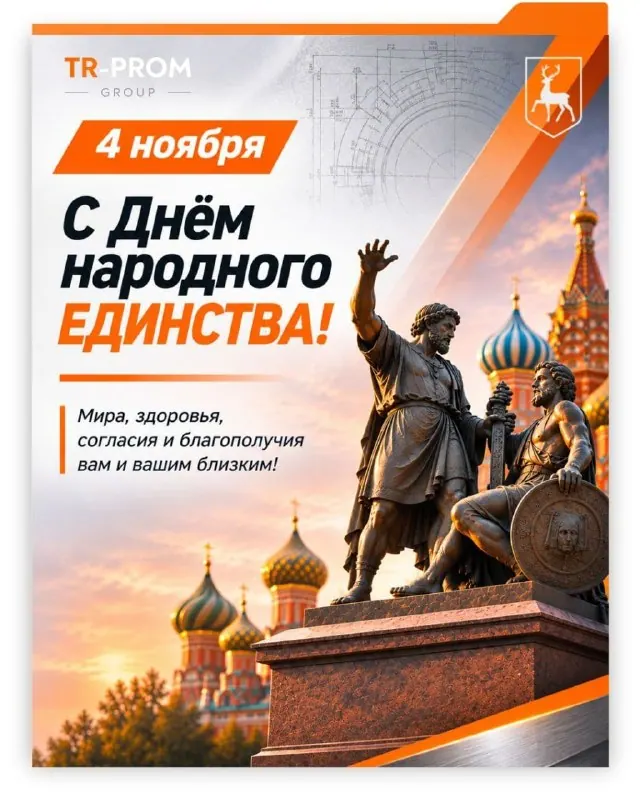 TR-PROM
GROUP
4 ноября
С Днём
народного
ЕДИНСТВА!
Мира, здоровья,
согласия и благополучия
вам и вашим близким!